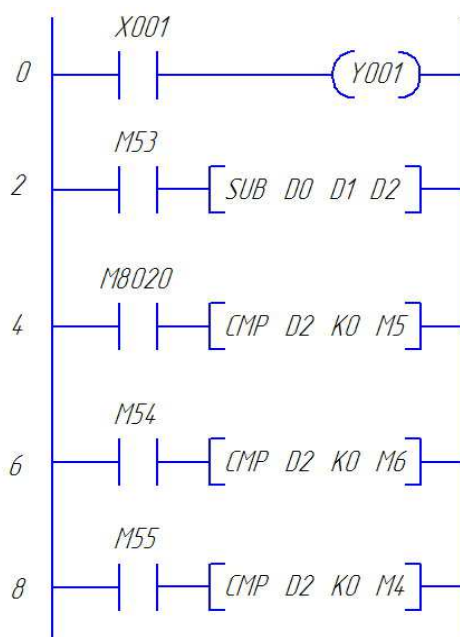 X001
0 Y001
M53
2 SUB D0 D1 D2
M8020
4 CMP D2 K0 M5
M54
6 CMP D2 K0 M6
M55
8 CMP D2 K0 M4